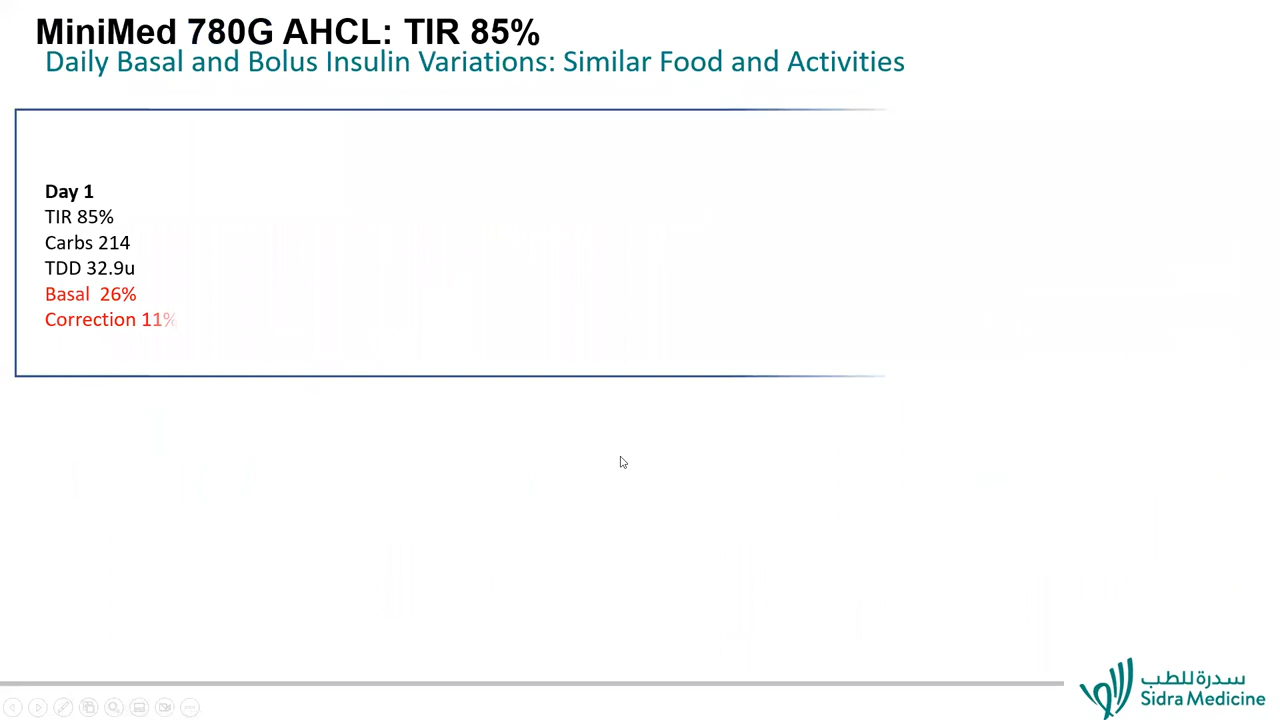 MiniMed 780G AHCL: TIR 85%
Daily Basal and Bolus Insulin Variations: Similar Food and Activities
Day 1
TIR 85%
Carbs 214
TDD 32.9u
Basal 26%
Correction 11%
سدرة للطب
Sidra Medicine